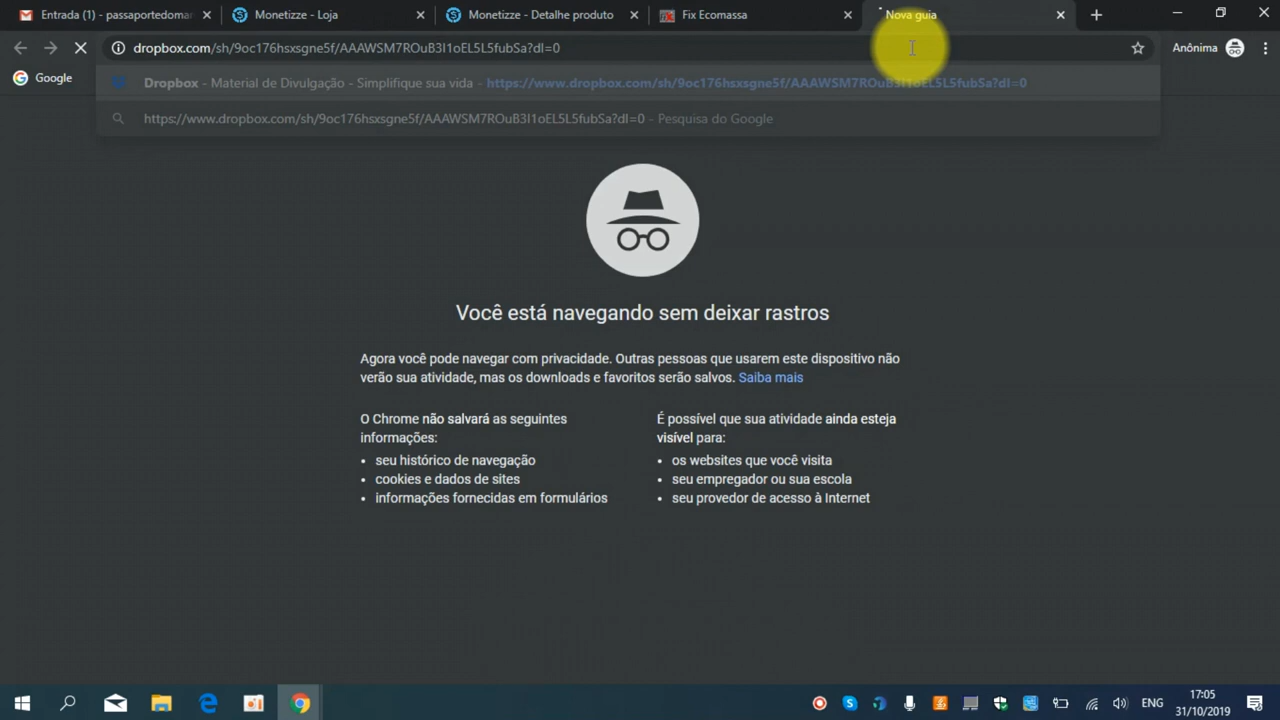 Entrada (1) - passaportedomar
Monetizze - Loja
Monetizze - Detalhe produto
Fix Ecomassa
Nova guia
dropbox.com/sh/9oc176hsxsgne5f/AAAWSM7ROuB3I1oEL5L5fubSa?dl=0
Anônima
Google
Dropbox - Material de Divulgação - Simplifique sua vida - https://www.dropbox.com/sh/9oc176hsxsgne5f/AAAWSM7ROuB3I1oEL5L5fubSa?dl=0
https://www.dropbox.com/sh/9oc176hsxsgne5f/AAAWSM7ROuB3I1oEL5L5fubSa?dl=0 - Pesquisa do Google
Você está navegando sem deixar rastros
Agora você pode navegar com privacidade. Outras pessoas que usarem este dispositivo não
verão sua atividade, mas os downloads e favoritos serão salvos. Saiba mais
O Chrome não salvará as seguintes
informações:
• seu histórico de navegação
• cookies e dados de sites
• informações fornecidas em formulários
É possível que sua atividade ainda esteja
visível para:
• os websites que você visita
• seu empregador ou sua escola
• seu provedor de acesso à Internet
ENG
17:05
31/10/2019